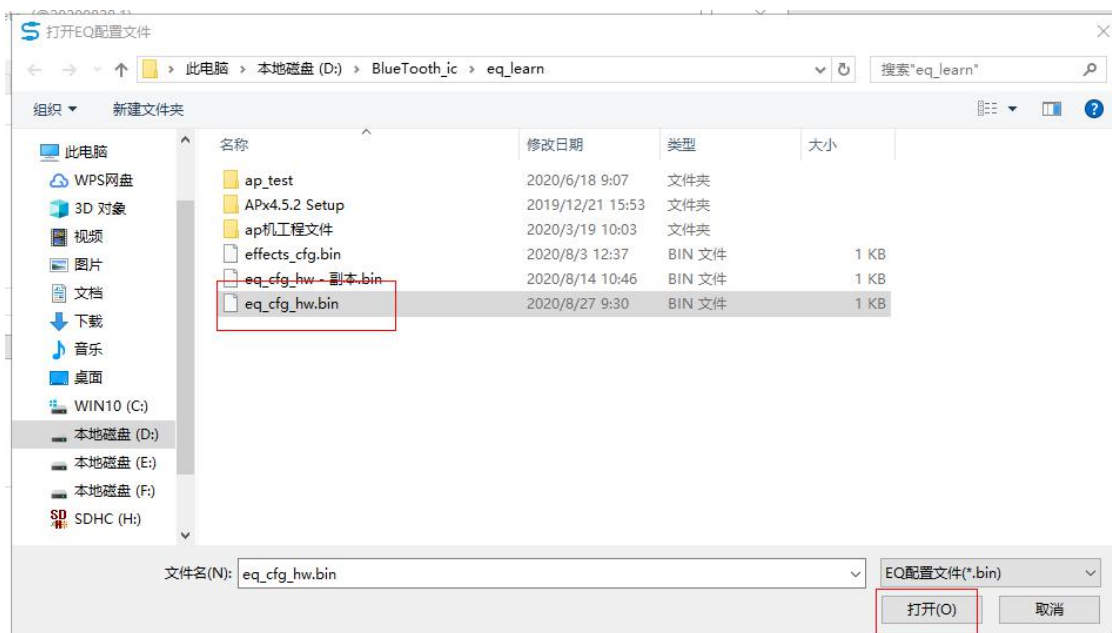 打开EQ配置文件
此电脑 > 本地磁盘 (D:) > BlueTooth_ic > eq_learn
搜索"eq_learn"
组织 新建文件夹
名称 修改日期 类型 大小
此电脑
WPS网盘
3D 对象
视频
图片
文档
下载
音乐
桌面
WIN10 (C:)
本地磁盘 (D:)
本地磁盘 (E:)
本地磁盘 (F:)
SDHC (H:)
ap_test 2020/6/18 9:07 文件夹
APx4.5.2 Setup 2019/12/21 15:53 文件夹
ap机工程文件 2020/3/19 10:03 文件夹
effects_cfg.bin 2020/8/3 12:37 BIN 文件 1 KB
eq_cfg_hw - 副本.bin 2020/8/14 10:46 BIN 文件 1 KB
eq_cfg_hw.bin 2020/8/27 9:30 BIN 文件 1 KB
文件名(N): eq_cfg_hw.bin EQ配置文件(*.bin)
打开(O) 取消